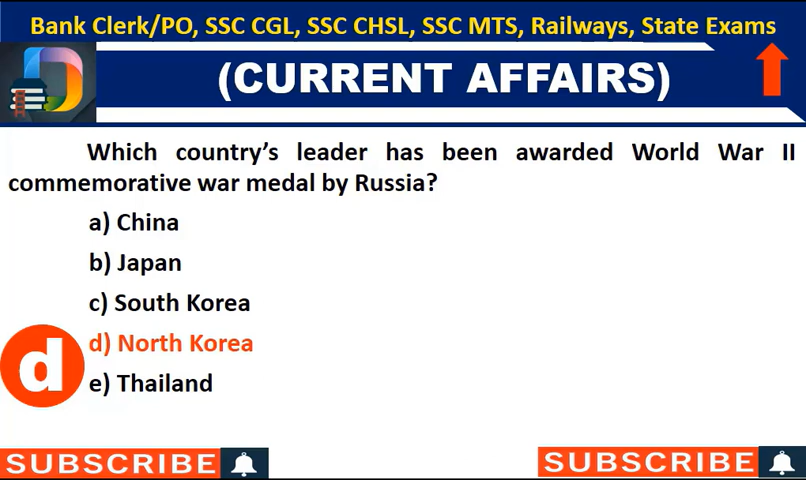 Bank Clerk/PO, SSC CGL, SSC CHSL, SSC MTS, Railways, State Exams
(CURRENT AFFAIRS)
Which country's leader has been awarded World War II
commemorative war medal by Russia?
a) China
b) Japan
c) South Korea
d) North Korea
d
e) Thailand
SUBSCRIBE
SUBSCRIBE